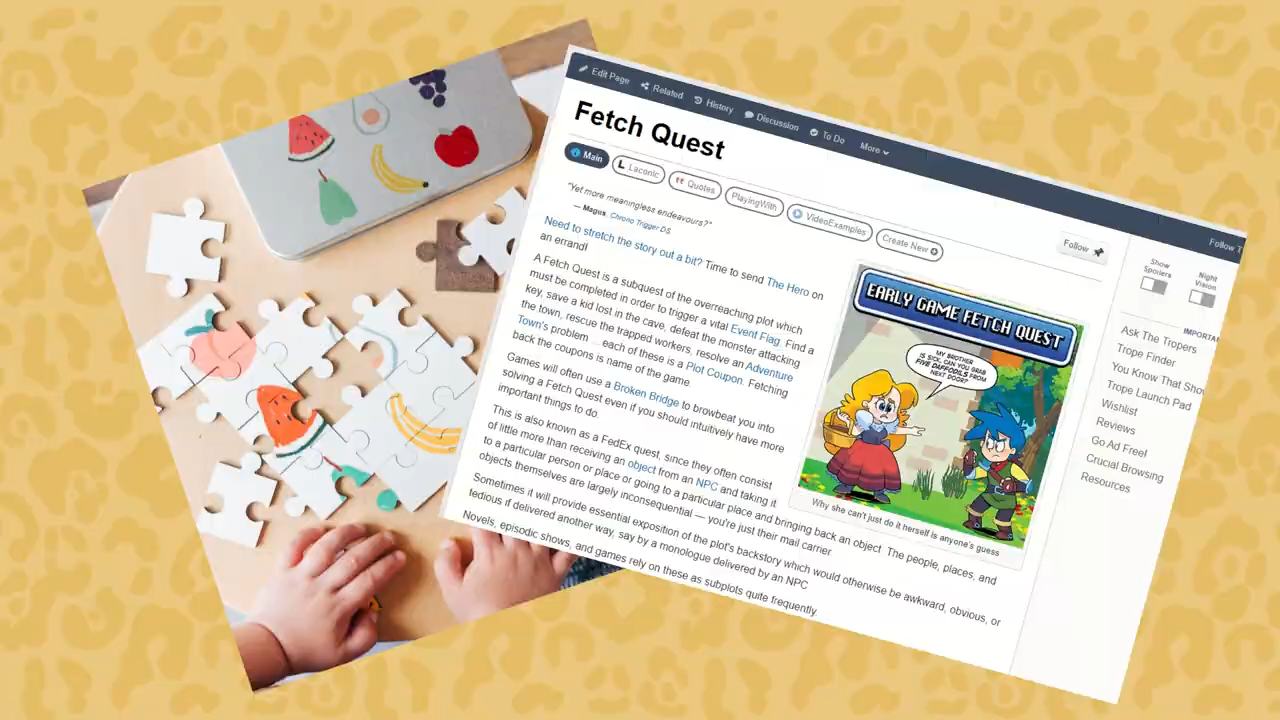 Edit Page Related History Discussion To Do More
Follow T
Fetch Quest
Main Laconic Quotes PlayingWith VideoExamples Create New
Follow
"Yet more meaningless endeavours?"
— Magus, Chrono Trigger DS
Need to stretch the story out a bit? Time to send The Hero on
an errand!
A Fetch Quest is a subquest of the overreaching plot which
must be completed in order to trigger a vital Event Flag. Find a
key, save a kid lost in the cave, defeat the monster attacking
the town, rescue the trapped workers, resolve an Adventure
Town's problem ... each of these is a Plot Coupon. Fetching
back the coupons is name of the game.
Games will often use a Broken Bridge to browbeat you into
solving a Fetch Quest even if you should intuitively have more
important things to do.
This is also known as a FedEx quest, since they often consist
of little more than receiving an object from an NPC and taking it
to a particular person or place or going to a particular place and bringing back an object. The people, places, and
objects themselves are largely inconsequential — you're just their mail carrier.
Sometimes it will provide essential exposition of the plot's backstory which would otherwise be awkward, obvious, or
tedious if delivered another way, say by a monologue delivered by an NPC.
Novels, episodic shows, and games rely on these as subplots quite frequently.
EARLY GAME FETCH QUEST
MY BROTHER
IS SICK, CAN YOU GRAB
FIVE DAFFODILS FROM
NEXT DOOR?
Why she can't just do it herself is anyone's guess
Show
Spoilers
Night
Vision
IMPORTAN
Ask The Tropers
Trope Finder
You Know That Sho
Trope Launch Pad
Wishlist
Reviews
Go Ad Free!
Crucial Browsing
Resources